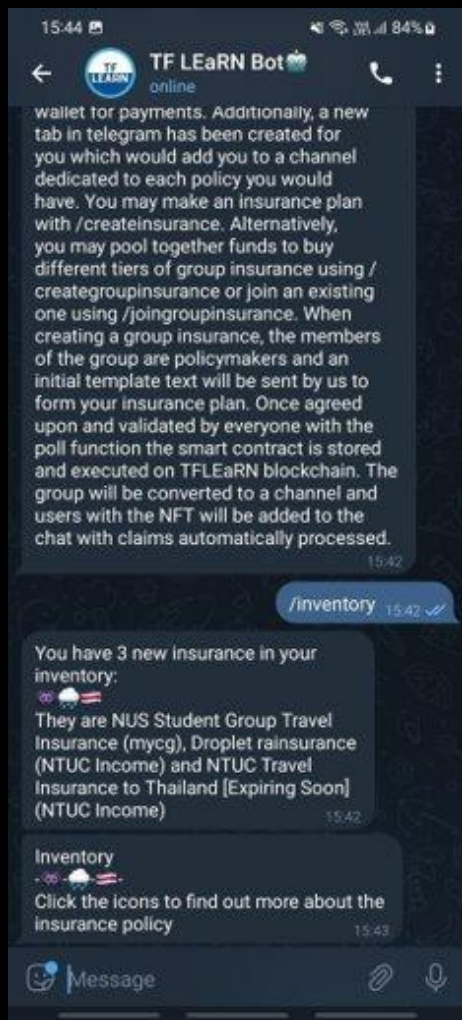 15:44 84%
TF LEaRN Bot
online
TF
LEARN
wallet for payments. Additionally, a new
tab in telegram has been created for
you which would add you to a channel
dedicated to each policy you would
have. You may make an insurance plan
with /createinsurance. Alternatively,
you may pool together funds to buy
different tiers of group insurance using /
creategroupinsurance or join an existing
one using /joingroupinsurance. When
creating a group insurance, the members
of the group are policymakers and an
initial template text will be sent by us to
form your insurance plan. Once agreed
upon and validated by everyone with the
poll function the smart contract is stored
and executed on TFLEaRN blockchain. The
group will be converted to a channel and
users with the NFT will be added to the
chat with claims automatically processed.
15:42
/inventory 15:42
You have 3 new insurance in your
inventory:
They are NUS Student Group Travel
Insurance (mycg), Droplet rainsurance
(NTUC Income) and NTUC Travel
Insurance to Thailand [Expiring Soon]
(NTUC Income)
15:42
Inventory
Click the icons to find out more about the
insurance policy
15:43
Message